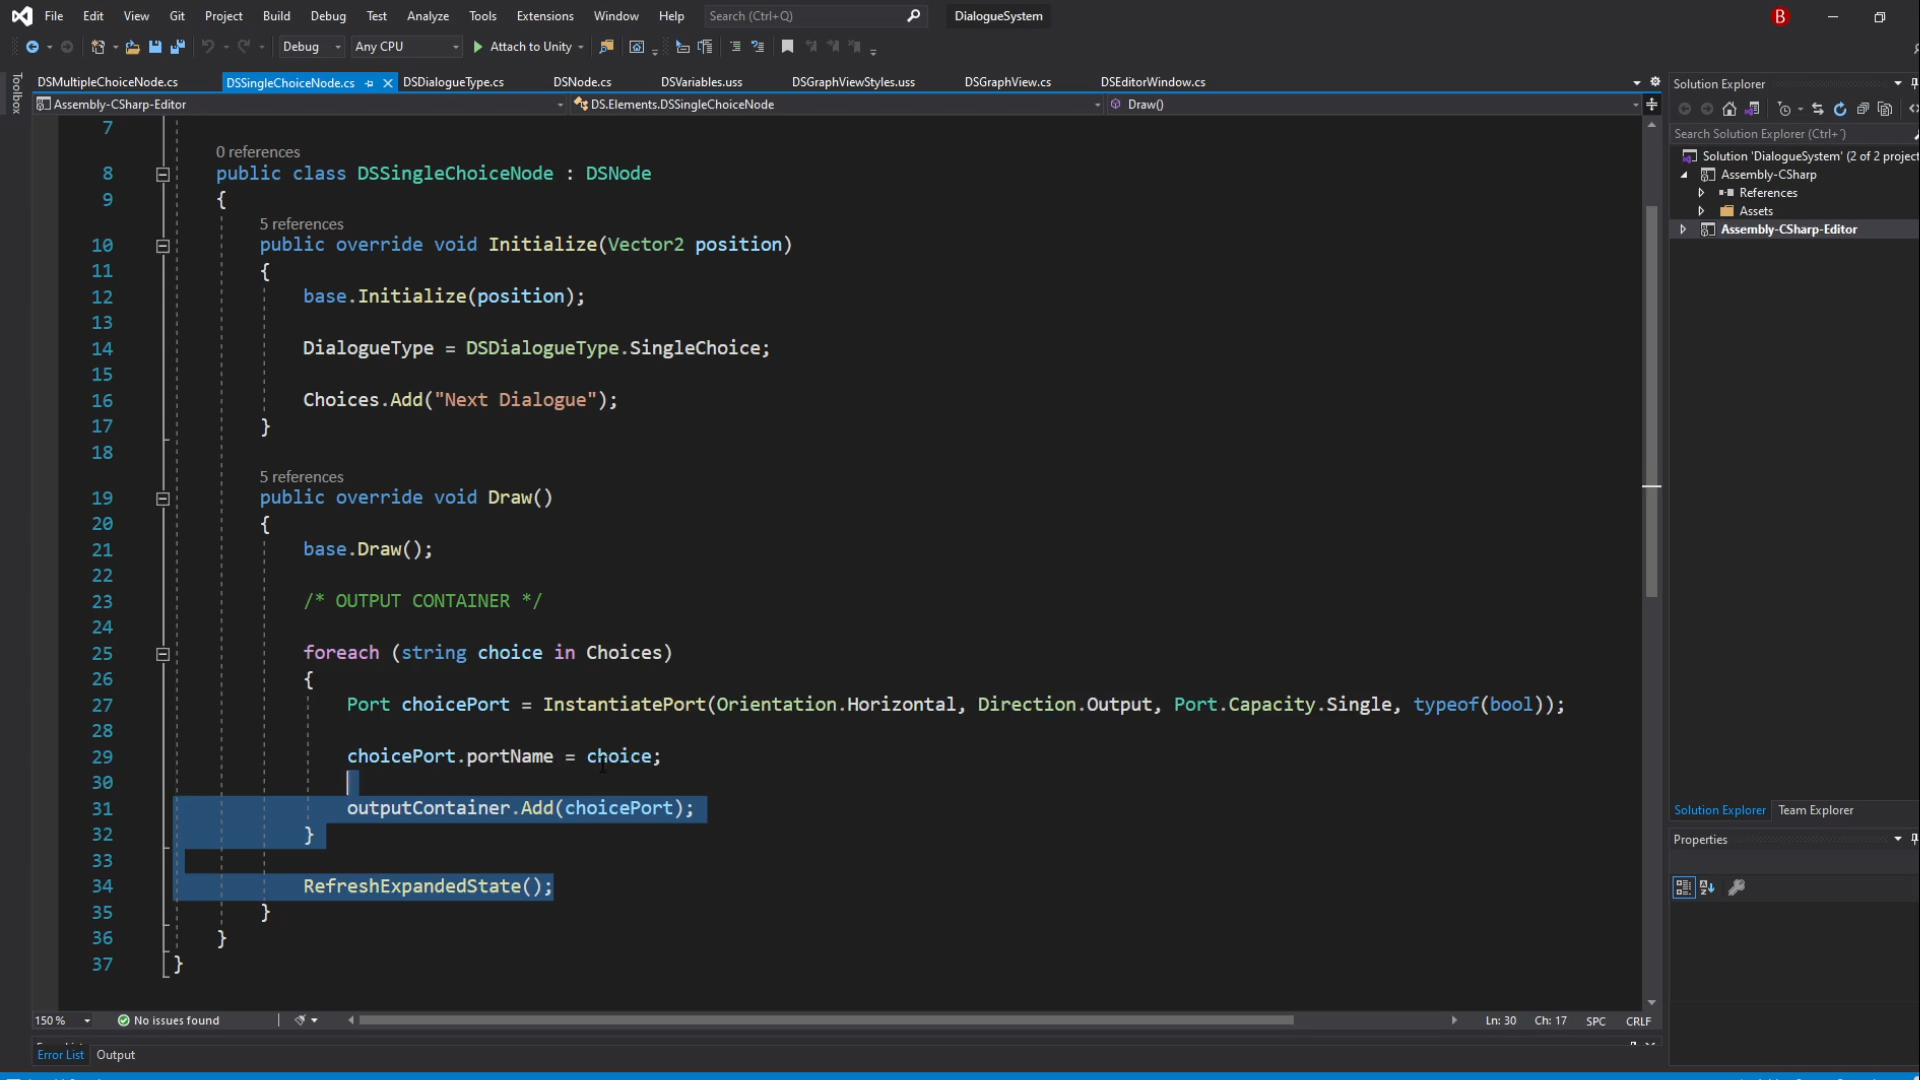 File Edit View Git Project Build Debug Test Analyze Tools Extensions Window Help Search (Ctrl+Q) DialogueSystem B
Debug Any CPU Attach to Unity
DSMultipleChoiceNode.cs DSSingleChoiceNode.cs DSDialogueType.cs DSNode.cs DSVariables.uss DSGraphViewStyles.uss DSGraphView.cs DSEditorWindow.cs
Assembly-CSharp-Editor DS.Elements.DSSingleChoiceNode Draw()
Toolbox
7
0 references
8 public class DSSingleChoiceNode : DSNode
9 {
5 references
10 public override void Initialize(Vector2 position)
11 {
12 base.Initialize(position);
13
14 DialogueType = DSDialogueType.SingleChoice;
15
16 Choices.Add("Next Dialogue");
17 }
18
5 references
19 public override void Draw()
20 {
21 base.Draw();
22
23 /* OUTPUT CONTAINER */
24
25 foreach (string choice in Choices)
26 {
27 Port choicePort = InstantiatePort(Orientation.Horizontal, Direction.Output, Port.Capacity.Single, typeof(bool));
28
29 choicePort.portName = choice;
30
31 outputContainer.Add(choicePort);
32 }
33
34 RefreshExpandedState();
35 }
36 }
37 }
150 % No issues found Ln: 30 Ch: 17 SPC CRLF
Error List Output
Solution Explorer
Search Solution Explorer (Ctrl+´)
Solution 'DialogueSystem' (2 of 2 project
Assembly-CSharp
References
Assets
Assembly-CSharp-Editor
Solution Explorer Team Explorer
Properties